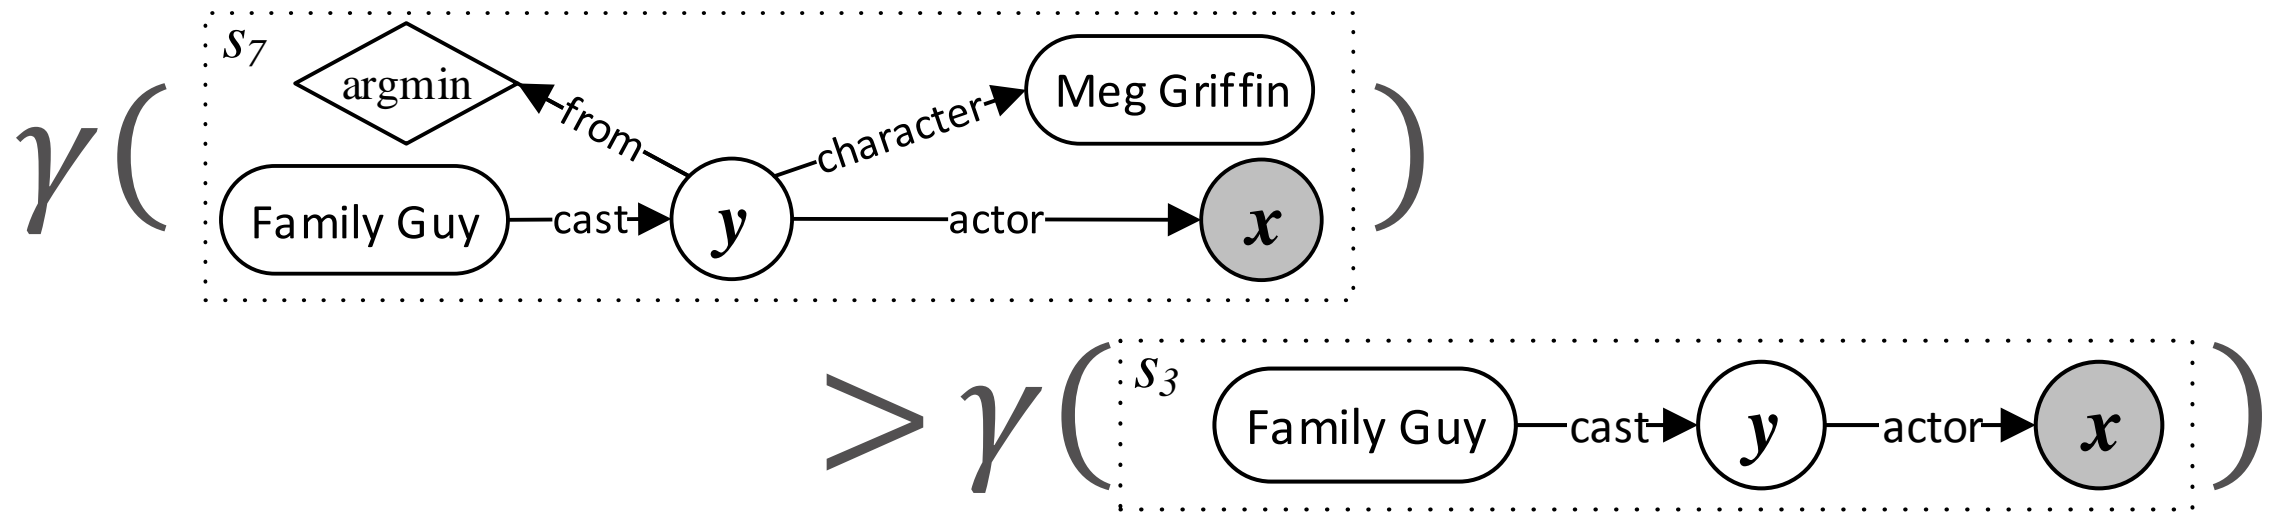 s7
argmin
from
character
Meg Griffin
γ(
Family Guy
cast
y
actor
x
)
> γ(
s3
Family Guy
cast
y
actor
x
)